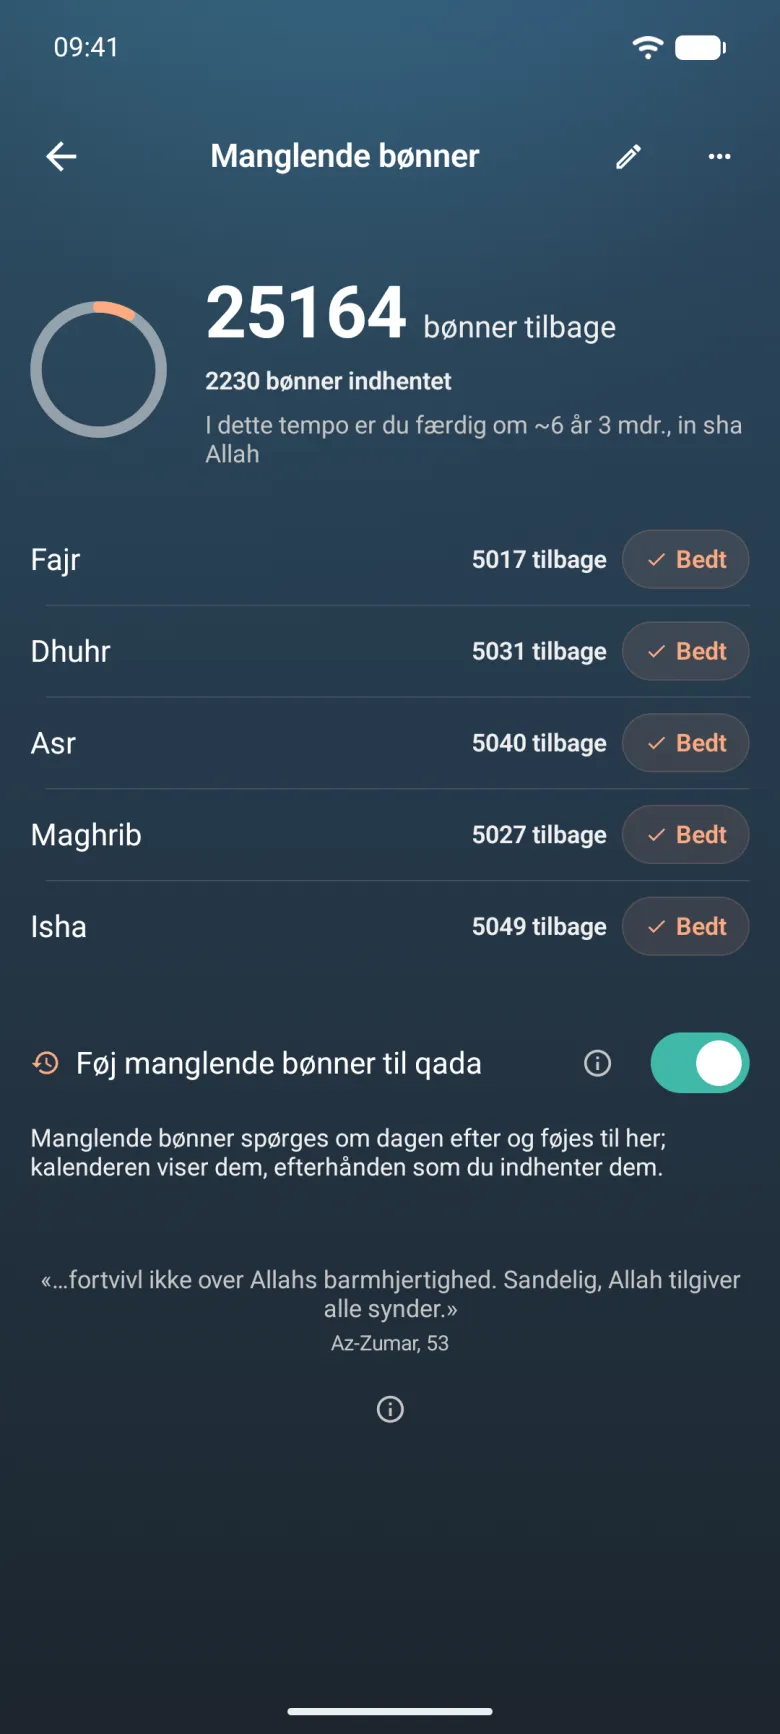 09:41
Manglende bønner
25164 bønner tilbage
2230 bønner indhentet
I dette tempo er du færdig om ~6 år 3 mdr., in sha
Allah
Fajr 5017 tilbage Bedt
Dhuhr 5031 tilbage Bedt
Asr 5040 tilbage Bedt
Maghrib 5027 tilbage Bedt
Isha 5049 tilbage Bedt
Føj manglende bønner til qada
Manglende bønner spørges om dagen efter og føjes til her;
kalenderen viser dem, efterhånden som du indhenter dem.
«...fortvivl ikke over Allahs barmhjertighed. Sandelig, Allah tilgiver
alle synder.»
Az-Zumar, 53